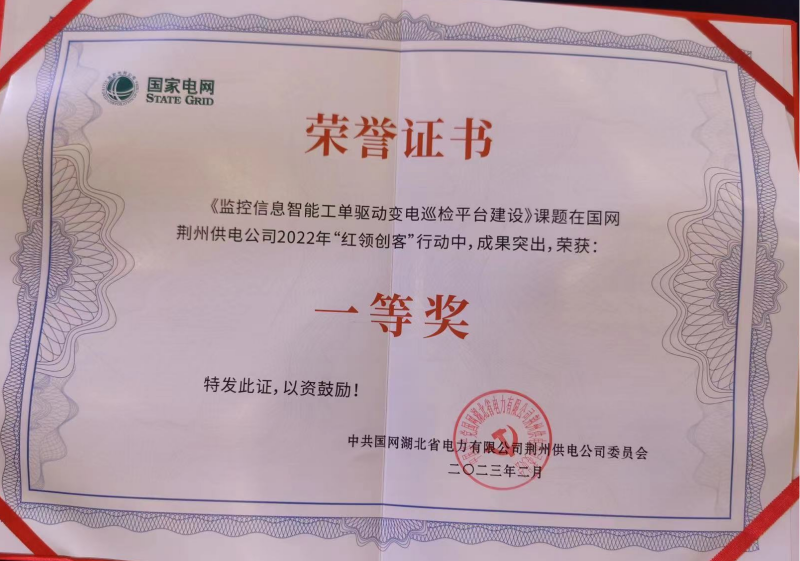 国家电网
STATE GRID
荣誉证书
《监控信息智能工单驱动变电巡检平台建设》课题在国网
荆州供电公司2022年“红领创客”行动中，成果突出，荣获：
一等奖
特发此证，以资鼓励！
中共国网湖北省电力有限公司荆州供电公司委员会
二〇二三年二月